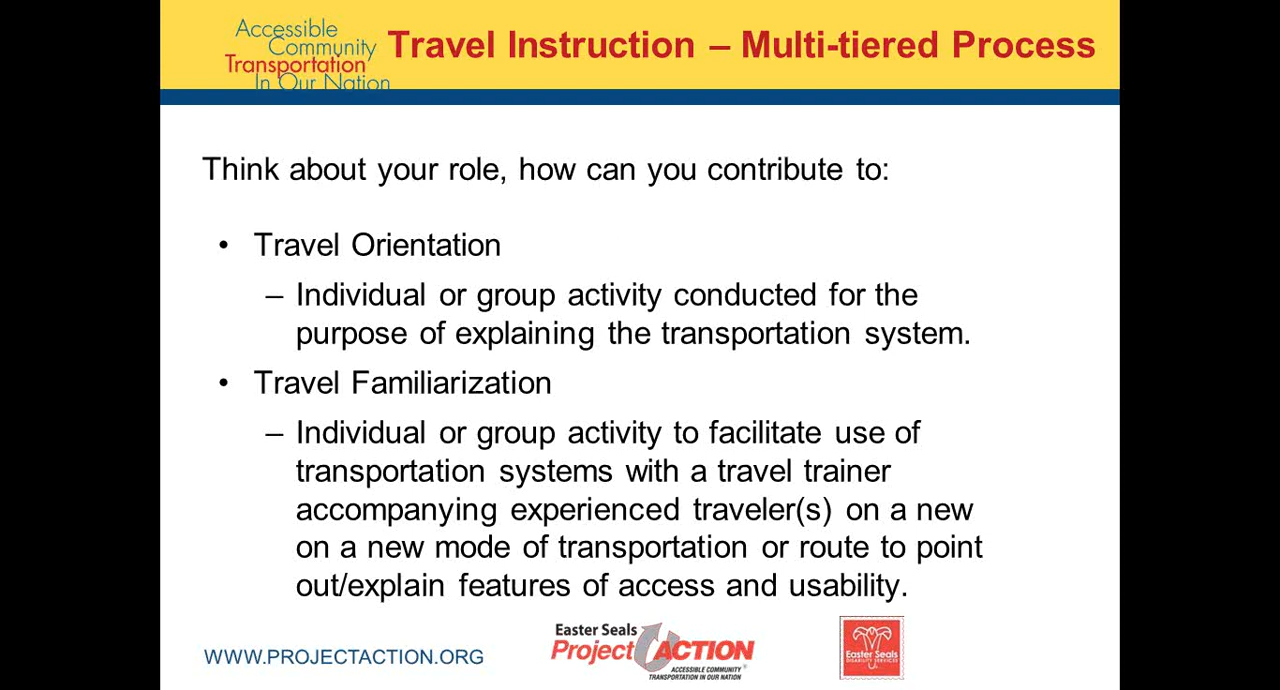 Accessible
Community
Transportation
In Our Nation
Travel Instruction – Multi-tiered Process
Think about your role, how can you contribute to:
• Travel Orientation
– Individual or group activity conducted for the
purpose of explaining the transportation system.
• Travel Familiarization
– Individual or group activity to facilitate use of
transportation systems with a travel trainer
accompanying experienced traveler(s) on a new
on a new mode of transportation or route to point
out/explain features of access and usability.
WWW.PROJECTACTION.ORG
Easter Seals
Project ACTION
ACCESSIBLE COMMUNITY
TRANSPORTATION IN OUR NATION
Easter Seals
DISABILITY SERVICES